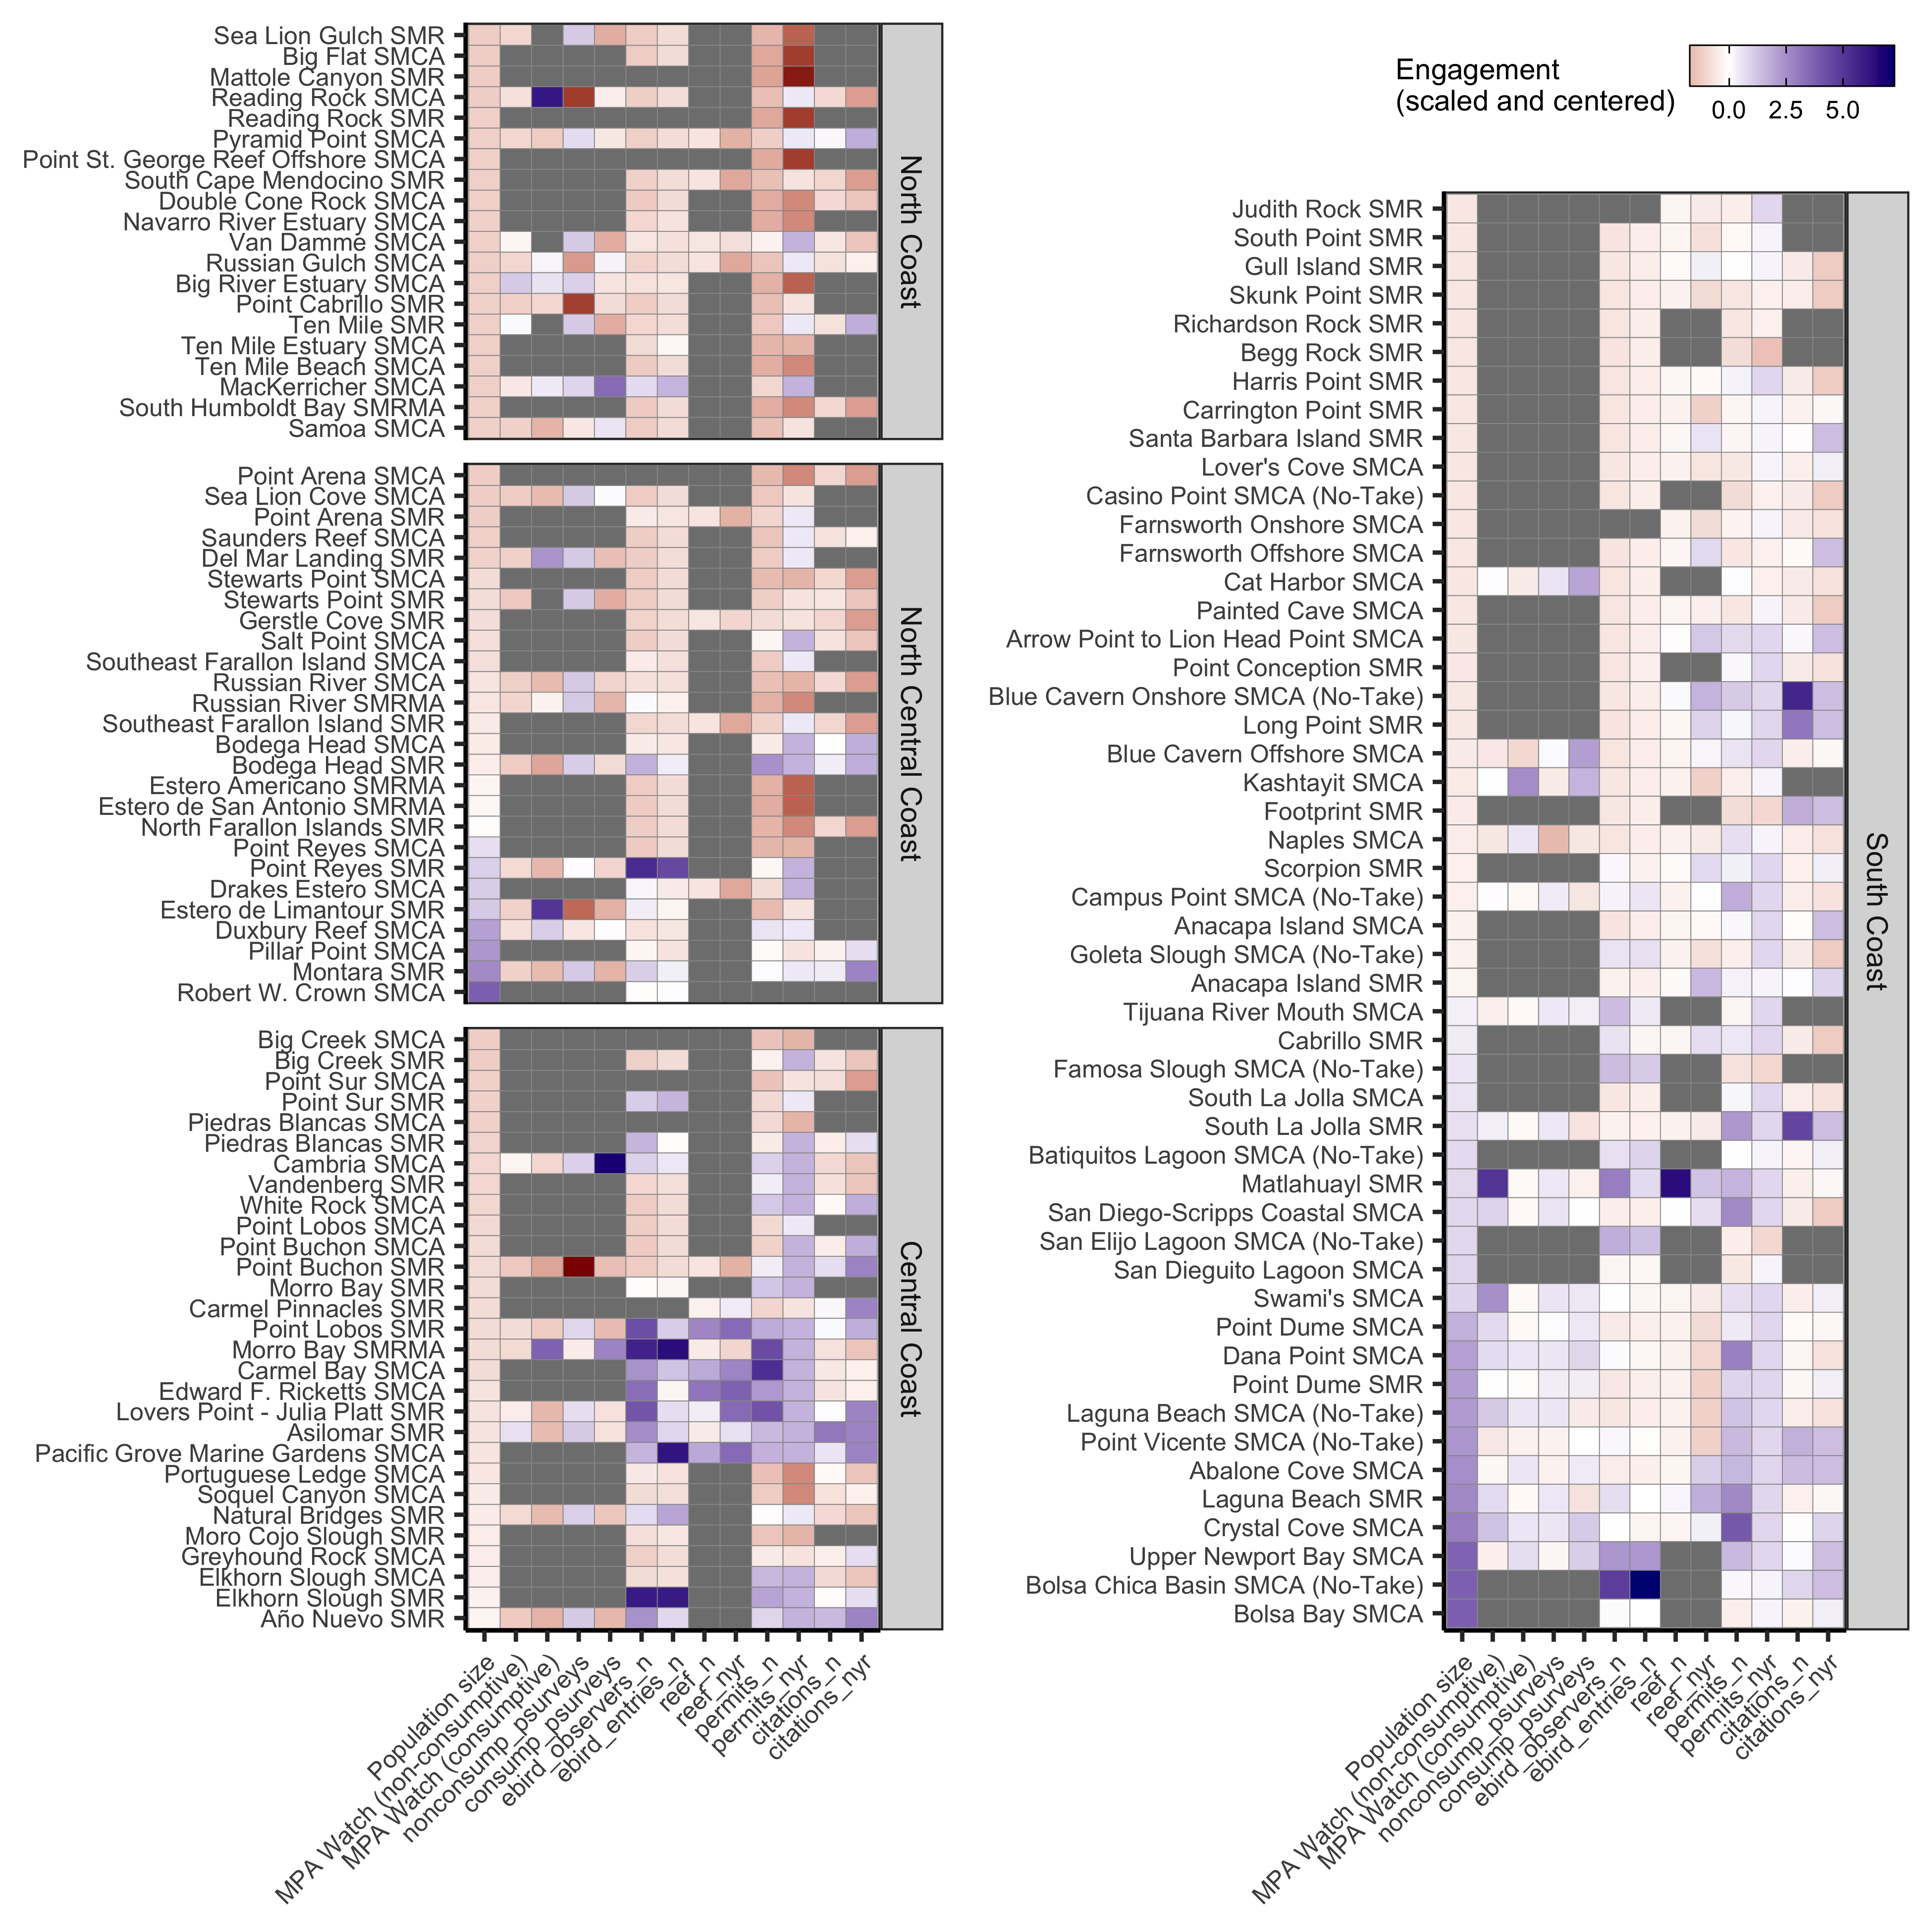 Sea Lion Gulch SMR
Big Flat SMCA
Mattole Canyon SMR
Reading Rock SMCA
Reading Rock SMR
Pyramid Point SMCA
Point St. George Reef Offshore SMCA
South Cape Mendocino SMR
Double Cone Rock SMCA
Navarro River Estuary SMCA
Van Damme SMCA
Russian Gulch SMCA
Big River Estuary SMCA
Point Cabrillo SMR
Ten Mile SMR
Ten Mile Estuary SMCA
Ten Mile Beach SMCA
MacKerricher SMCA
South Humboldt Bay SMRMA
Samoa SMCA
North Coast
Point Arena SMCA
Sea Lion Cove SMCA
Point Arena SMR
Saunders Reef SMCA
Del Mar Landing SMR
Stewarts Point SMCA
Stewarts Point SMR
Gerstle Cove SMR
Salt Point SMCA
Southeast Farallon Island SMCA
Russian River SMCA
Russian River SMRMA
Southeast Farallon Island SMR
Bodega Head SMCA
Bodega Head SMR
Estero Americano SMRMA
Estero de San Antonio SMRMA
North Farallon Islands SMR
Point Reyes SMCA
Point Reyes SMR
Drakes Estero SMCA
Estero de Limantour SMR
Duxbury Reef SMCA
Pillar Point SMCA
Montara SMR
Robert W. Crown SMCA
North Central Coast
Big Creek SMCA
Big Creek SMR
Point Sur SMCA
Point Sur SMR
Piedras Blancas SMCA
Piedras Blancas SMR
Cambria SMCA
Vandenberg SMR
White Rock SMCA
Point Lobos SMCA
Point Buchon SMCA
Point Buchon SMR
Morro Bay SMR
Carmel Pinnacles SMR
Point Lobos SMR
Morro Bay SMRMA
Carmel Bay SMCA
Edward F. Ricketts SMCA
Lovers Point - Julia Platt SMR
Asilomar SMR
Pacific Grove Marine Gardens SMCA
Portuguese Ledge SMCA
Soquel Canyon SMCA
Natural Bridges SMR
Moro Cojo Slough SMR
Greyhound Rock SMCA
Elkhorn Slough SMCA
Elkhorn Slough SMR
Año Nuevo SMR
Central Coast
Population size
MPA Watch (non-consumptive)
MPA Watch (consumptive)
nonconsump_psurveys
consump_psurveys
ebird_observers_n
ebird_entries_n
reef_n
reef_nyr
permits_n
permits_nyr
citations_n
citations_nyr
Engagement
(scaled and centered)
0.0
2.5
5.0
Judith Rock SMR
South Point SMR
Gull Island SMR
Skunk Point SMR
Richardson Rock SMR
Begg Rock SMR
Harris Point SMR
Carrington Point SMR
Santa Barbara Island SMR
Lover's Cove SMCA
Casino Point SMCA (No-Take)
Farnsworth Onshore SMCA
Farnsworth Offshore SMCA
Cat Harbor SMCA
Painted Cave SMCA
Arrow Point to Lion Head Point SMCA
Point Conception SMR
Blue Cavern Onshore SMCA (No-Take)
Long Point SMR
Blue Cavern Offshore SMCA
Kashtayit SMCA
Footprint SMR
Naples SMCA
Scorpion SMR
Campus Point SMCA (No-Take)
Anacapa Island SMCA
Goleta Slough SMCA (No-Take)
Anacapa Island SMR
Tijuana River Mouth SMCA
Cabrillo SMR
Famosa Slough SMCA (No-Take)
South La Jolla SMCA
South La Jolla SMR
Batiquitos Lagoon SMCA (No-Take)
Matlahuayl SMR
San Diego-Scripps Coastal SMCA
San Elijo Lagoon SMCA (No-Take)
San Dieguito Lagoon SMCA
Swami's SMCA
Point Dume SMCA
Dana Point SMCA
Point Dume SMR
Laguna Beach SMCA (No-Take)
Point Vicente SMCA (No-Take)
Abalone Cove SMCA
Laguna Beach SMR
Crystal Cove SMCA
Upper Newport Bay SMCA
Bolsa Chica Basin SMCA (No-Take)
Bolsa Bay SMCA
South Coast
Population size
MPA Watch (non-consumptive)
MPA Watch (consumptive)
nonconsump_psurveys
consump_psurveys
ebird_observers_n
ebird_entries_n
reef_n
reef_nyr
permits_n
permits_nyr
citations_n
citations_nyr